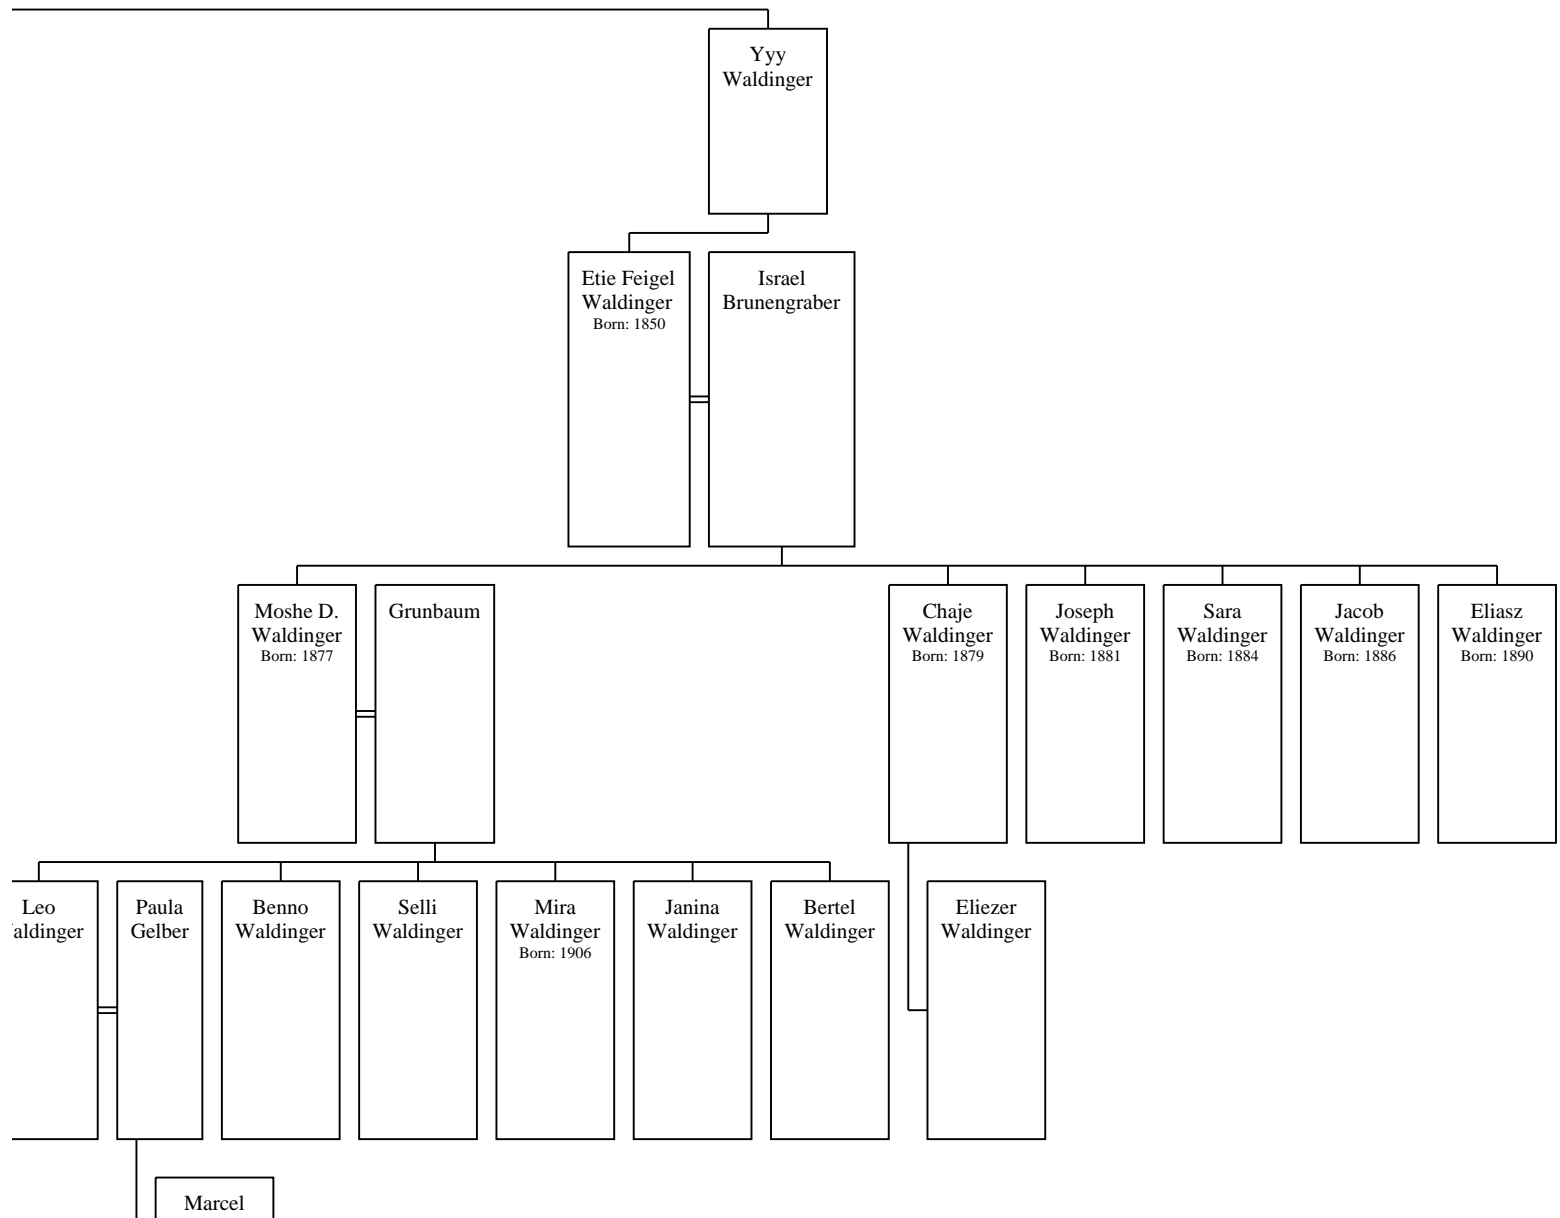 Yyy
Waldinger
Etie Feigel
Waldinger
Born: 1850
Israel
Brunengraber
Moshe D.
Waldinger
Born: 1877
Grunbaum
Chaje
Waldinger
Born: 1879
Joseph
Waldinger
Born: 1881
Sara
Waldinger
Born: 1884
Jacob
Waldinger
Born: 1886
Eliasz
Waldinger
Born: 1890
Leo
aldinger
Paula
Gelber
Benno
Waldinger
Selli
Waldinger
Mira
Waldinger
Born: 1906
Janina
Waldinger
Bertel
Waldinger
Eliezer
Waldinger
Marcel